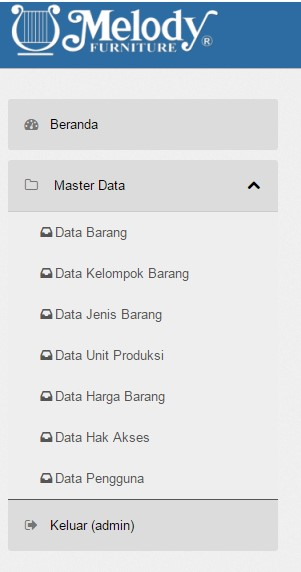 Melody
FURNITURE ®
Beranda
Master Data
Data Barang
Data Kelompok Barang
Data Jenis Barang
Data Unit Produksi
Data Harga Barang
Data Hak Akses
Data Pengguna
Keluar (admin)